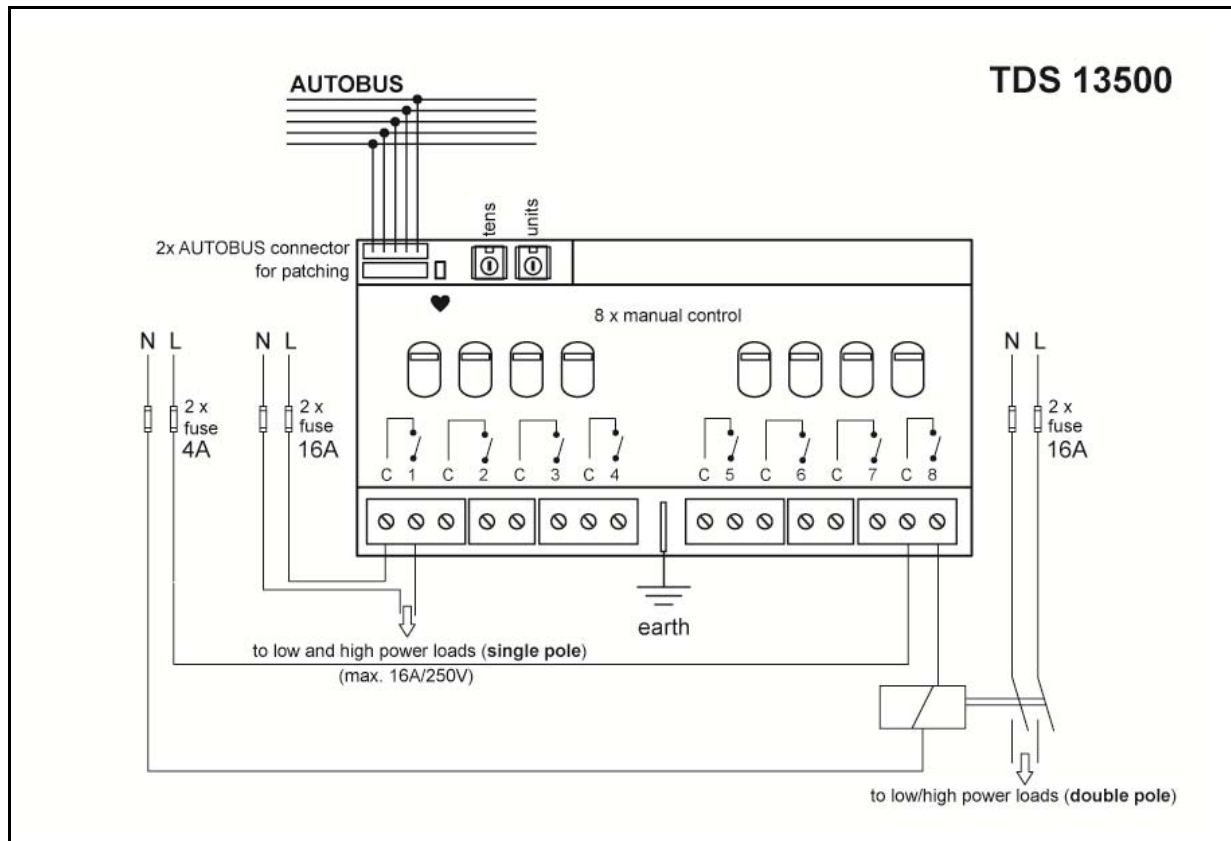 AUTOBUS
TDS 13500
tens
units
2x AUTOBUS connector
for patching
8 x manual control
N L
2 x
fuse
4A
N L
2 x
fuse
16A
N L
2 x
fuse
16A
C 1 C 2 C 3 C 4 C 5 C 6 C 7 C 8
earth
to low and high power loads (single pole)
(max. 16A/250V)
to low/high power loads (double pole)